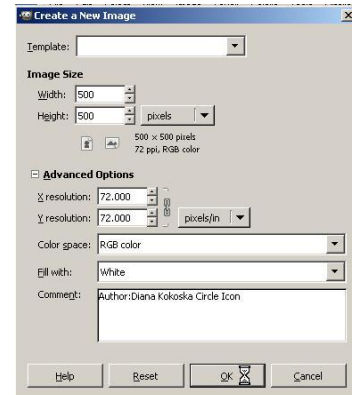 Create a New Image
Template:
Image Size
Width: 500
Height: 500 pixels
500 × 500 pixels
72 ppi, RGB color
Advanced Options
X resolution: 72.000
Y resolution: 72.000 pixels/in
Color space: RGB color
Fill with: White
Comment: Author:Diana Kokoska Circle Icon
Help Reset OK Cancel